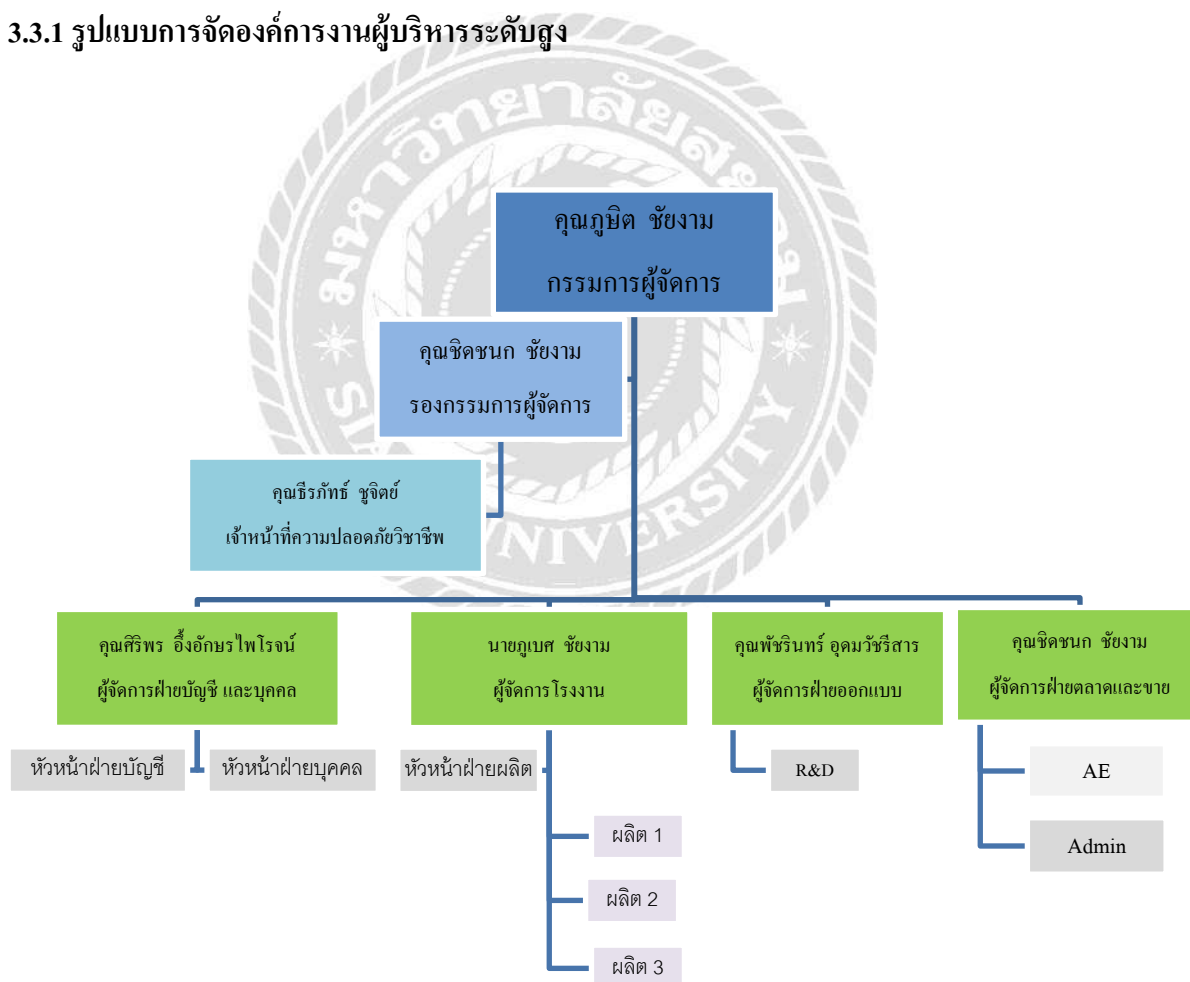 3.3.1 รูปแบบการจัดองค์การงานผู้บริหารระดับสูง
มหาวิทยาลัยสยาม
SIAM UNIVERSITY
คุณภูษิต ชัยงาม
กรรมการผู้จัดการ
คุณชิดชนก ชัยงาม
รองกรรมการผู้จัดการ
คุณธีรภัทธ์ ชูจิตย์
เจ้าหน้าที่ความปลอดภัยวิชาชีพ
คุณศิริพร อึ้งอักษรไพโรจน์
ผู้จัดการฝ่ายบัญชี และบุคคล
นายภูเบศ ชัยงาม
ผู้จัดการโรงงาน
คุณพัชรินทร์ อุดมวัชรีสาร
ผู้จัดการฝ่ายออกแบบ
คุณชิดชนก ชัยงาม
ผู้จัดการฝ่ายตลาดและขาย
หัวหน้าฝ่ายบัญชี
หัวหน้าฝ่ายบุคคล
หัวหน้าฝ่ายผลิต
R&D
AE
Admin
ผลิต 1
ผลิต 2
ผลิต 3